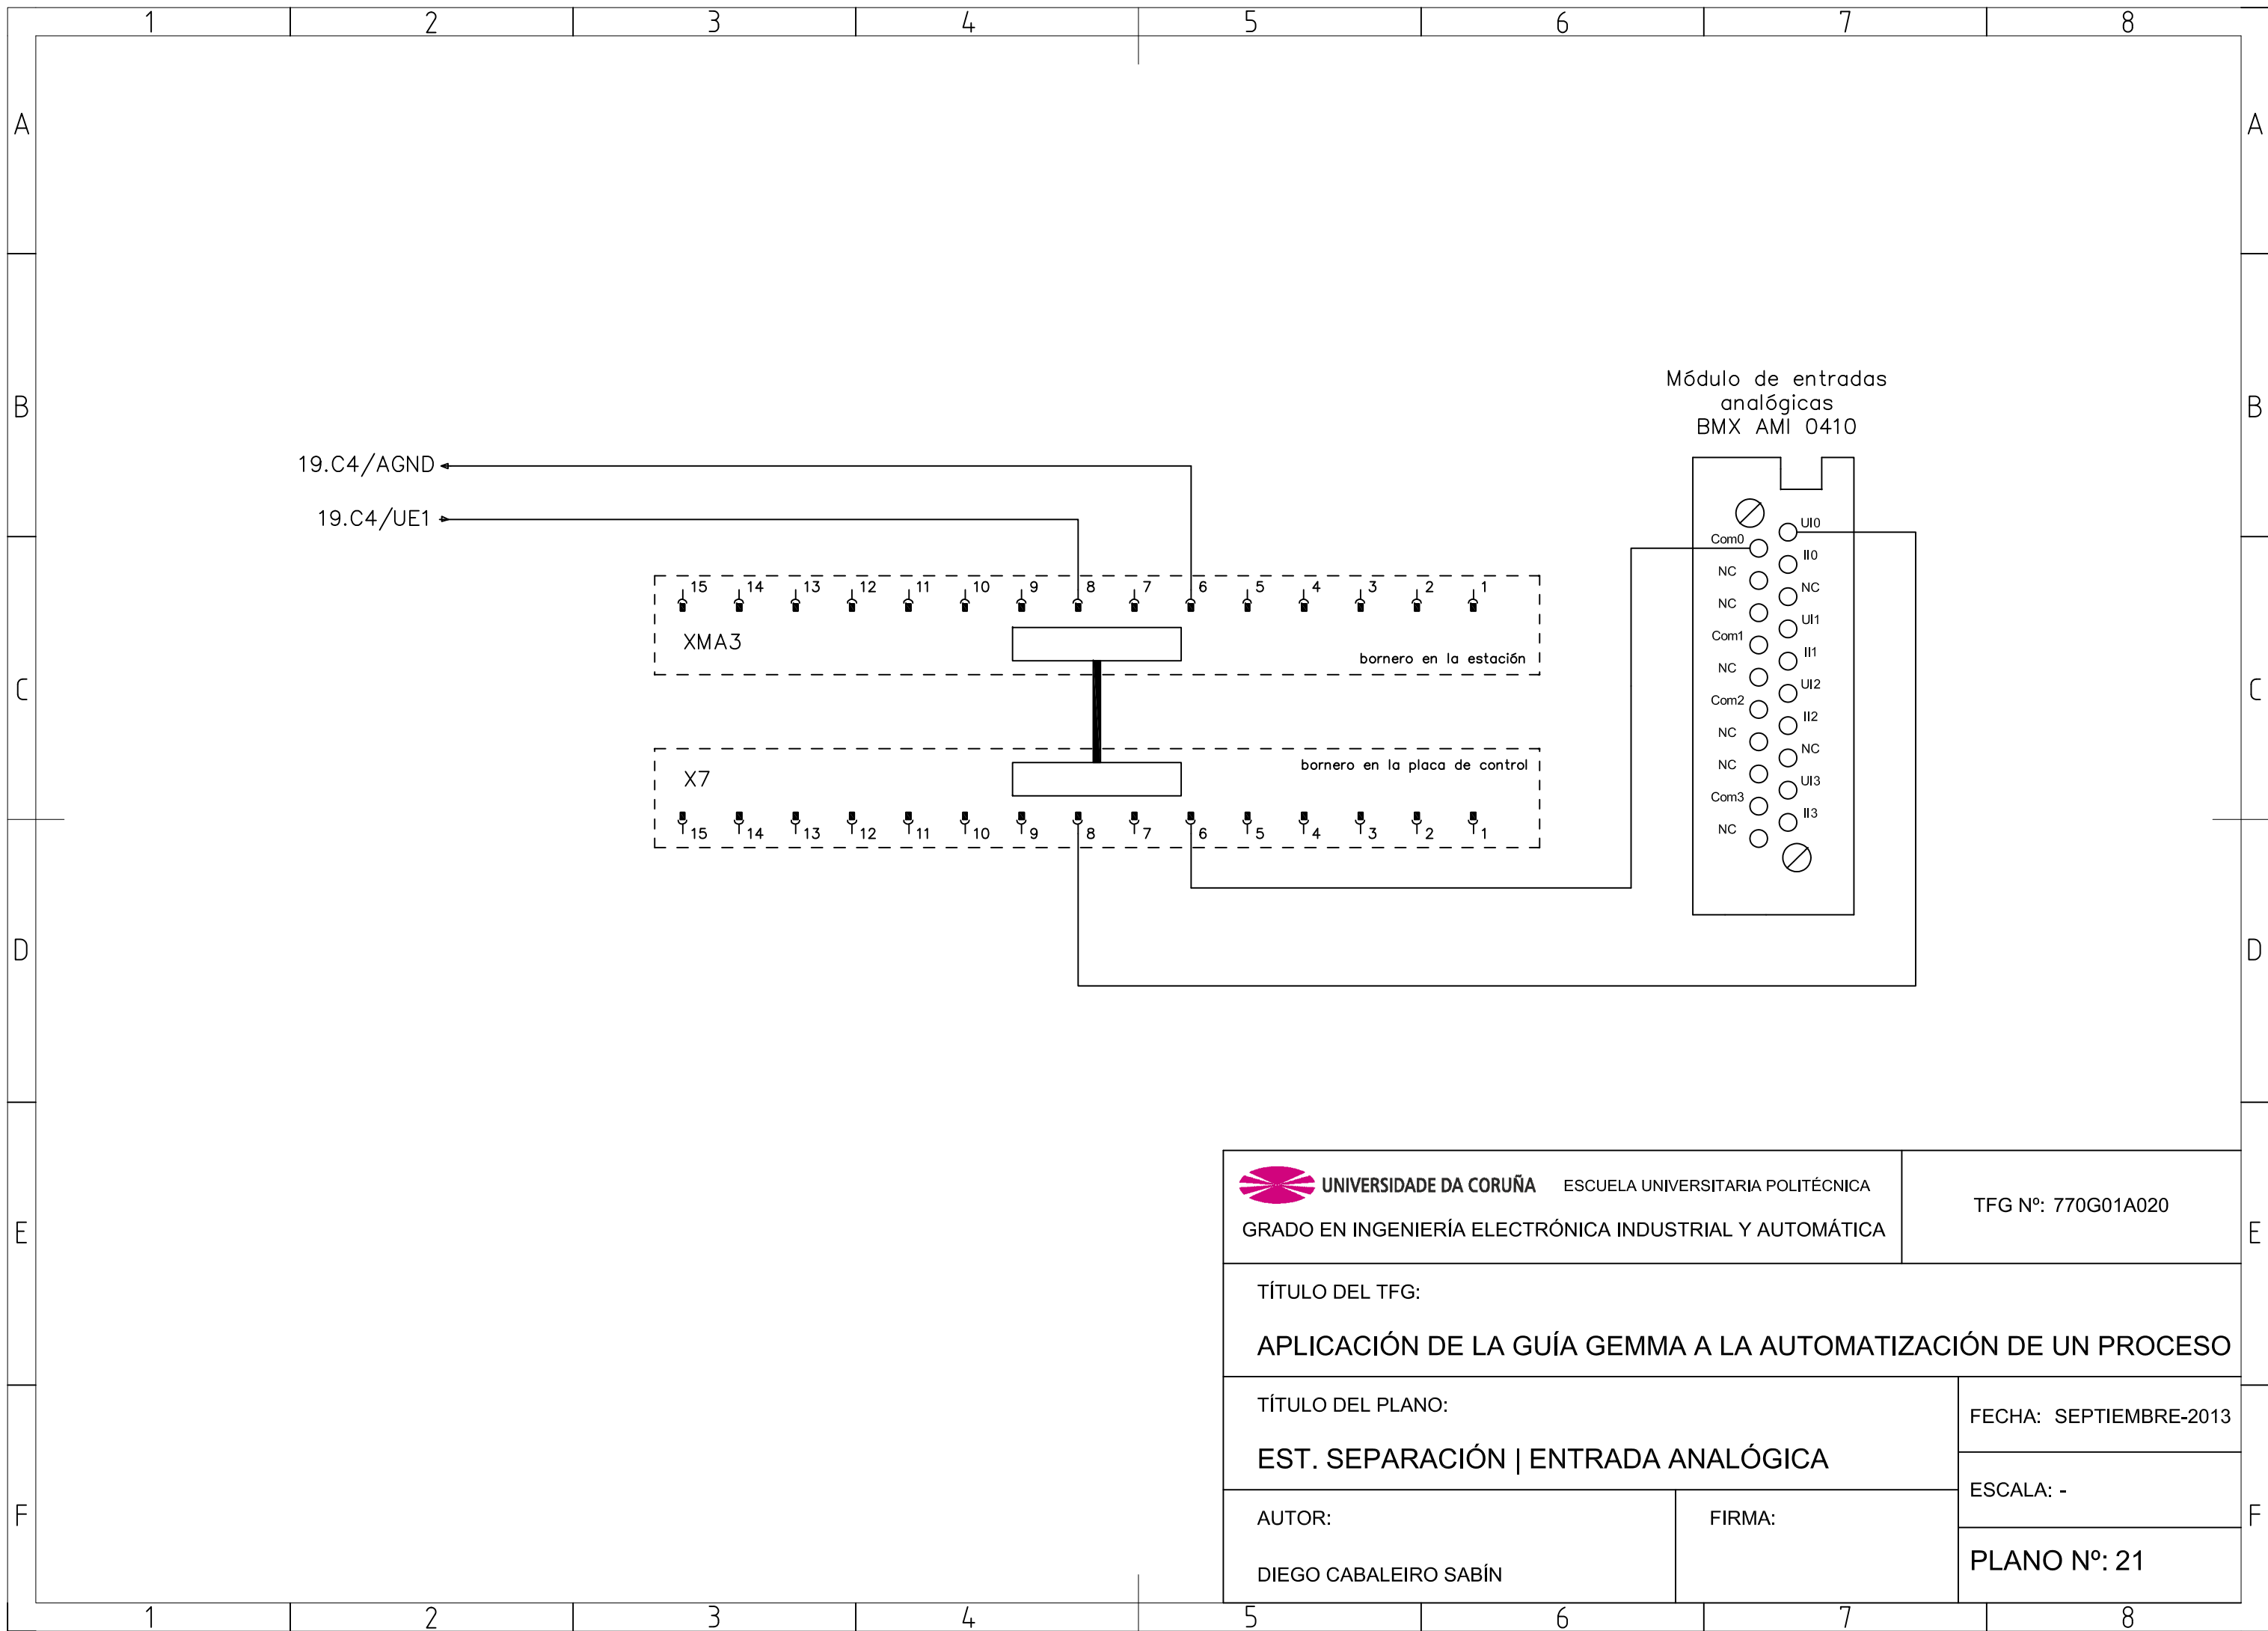 1 2 3 4 5 6 7 8
A A
B B
C C
D D
E E
F F
Módulo de entradas
analógicas
BMX AMI 0410
19.C4/AGND
19.C4/UE1
15 14 13 12 11 10 9 8 7 6 5 4 3 2 1
XMA3
bornero en la estación
X7
bornero en la placa de control
15 14 13 12 11 10 9 8 7 6 5 4 3 2 1
UI0
Com0
II0
NC
NC
NC
UI1
Com1
II1
NC
UI2
Com2
II2
NC
NC
NC
UI3
Com3
II3
NC
UNIVERSIDADE DA CORUÑA ESCUELA UNIVERSITARIA POLITÉCNICA
GRADO EN INGENIERÍA ELECTRÓNICA INDUSTRIAL Y AUTOMÁTICA
TFG Nº: 770G01A020
TÍTULO DEL TFG:
APLICACIÓN DE LA GUÍA GEMMA A LA AUTOMATIZACIÓN DE UN PROCESO
TÍTULO DEL PLANO:
EST. SEPARACIÓN | ENTRADA ANALÓGICA
FECHA: SEPTIEMBRE-2013
ESCALA: -
AUTOR:
DIEGO CABALEIRO SABÍN
FIRMA:
PLANO Nº: 21
1 2 3 4 5 6 7 8